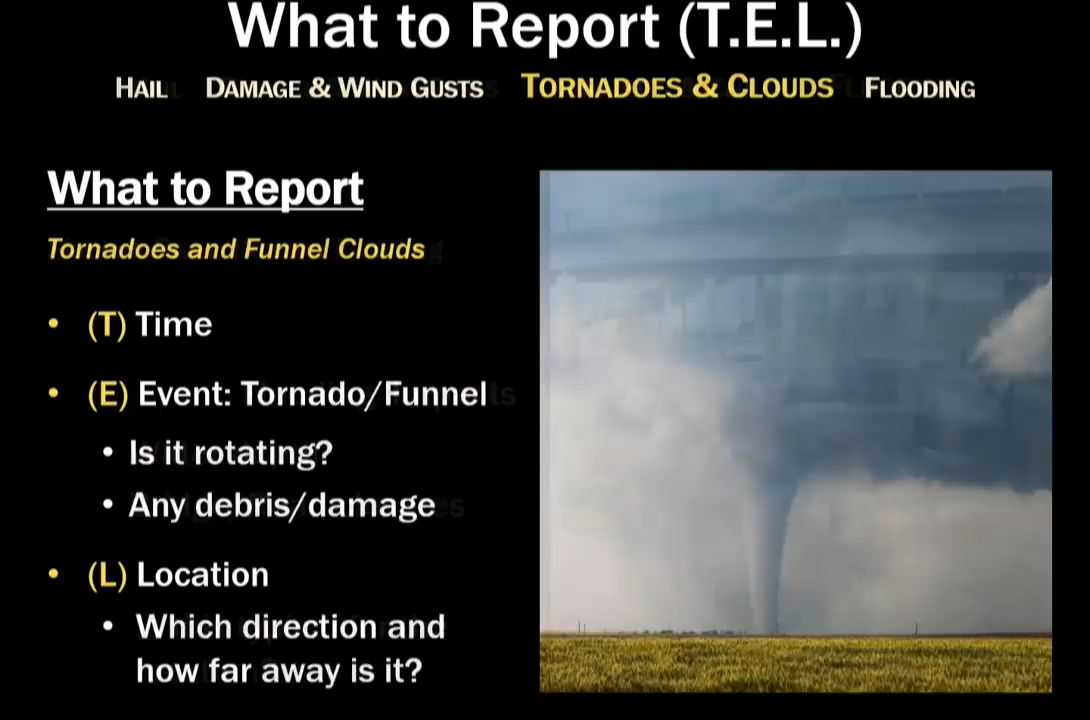 What to Report (T.E.L.)
HAIL DAMAGE & WIND GUSTS TORNADOES & CLOUDS FLOODING
What to Report
Tornadoes and Funnel Clouds
• (T) Time
• (E) Event: Tornado/Funnel
• Is it rotating?
• Any debris/damage
• (L) Location
• Which direction and
how far away is it?